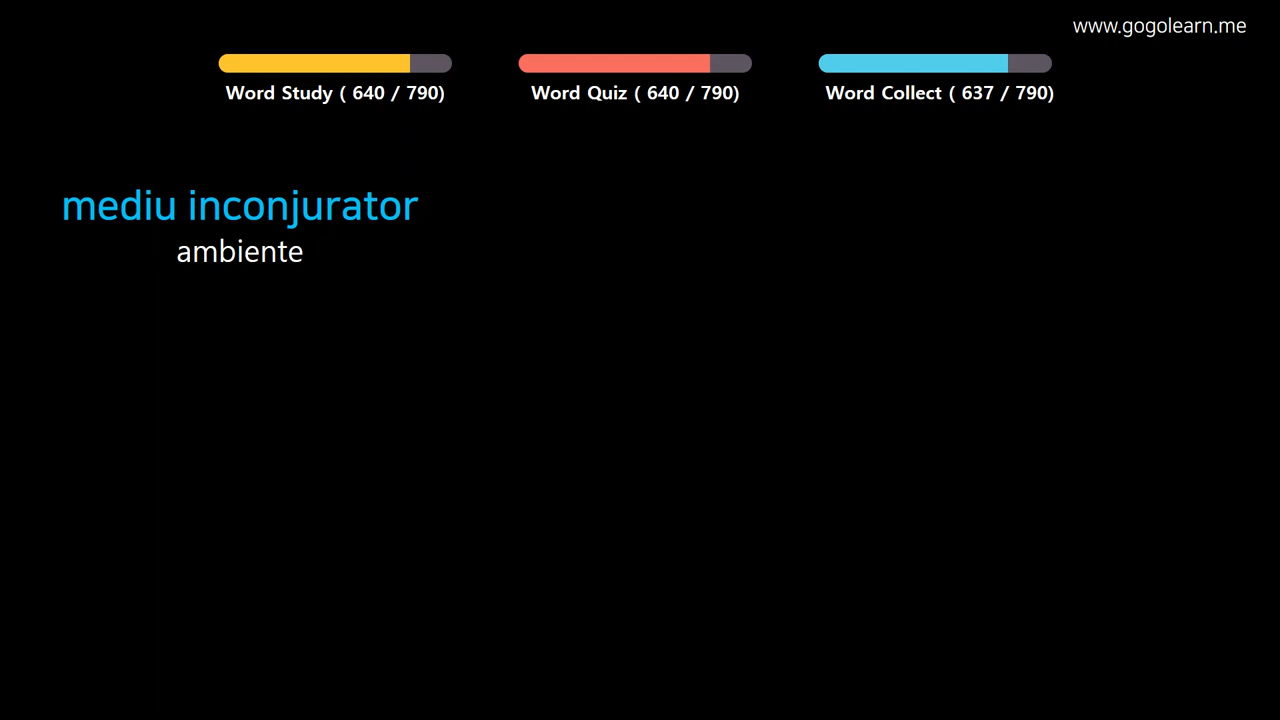 www.gogolearn.me
Word Study ( 640 / 790)
Word Quiz ( 640 / 790)
Word Collect ( 637 / 790)
mediu inconjurator
ambiente